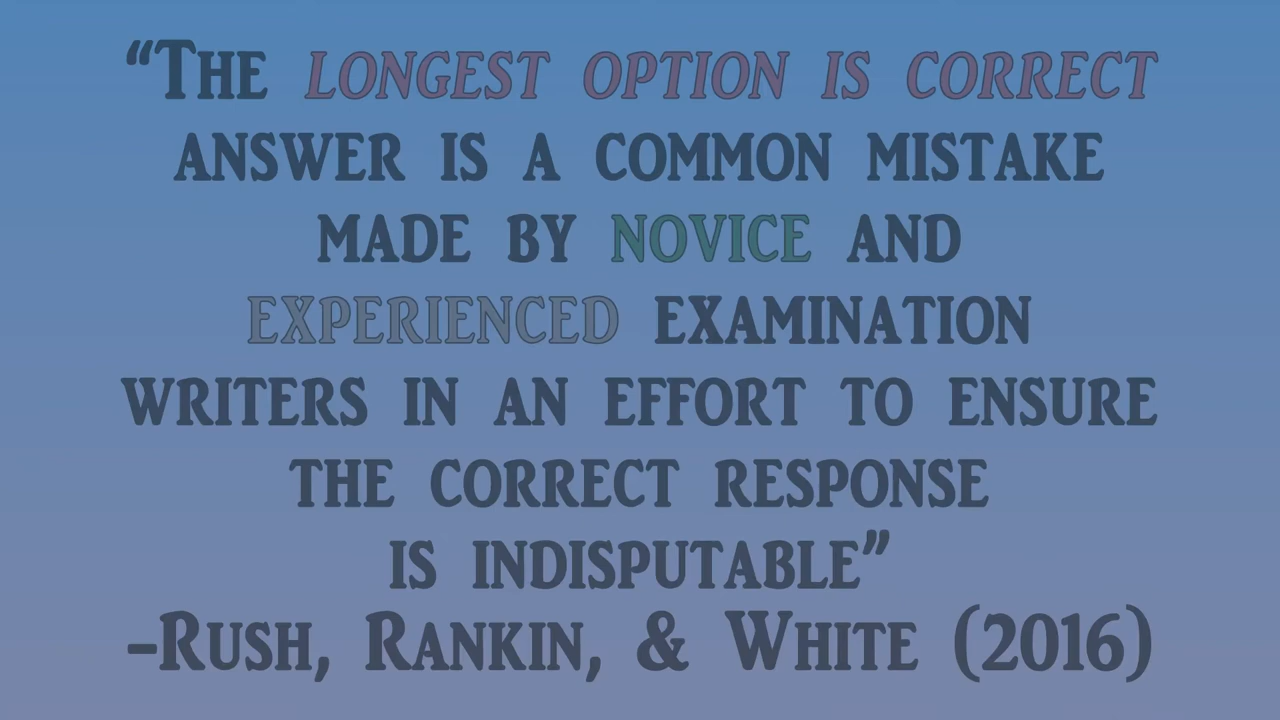 “The longest option is correct
answer is a common mistake
made by novice and
experienced examination
writers in an effort to ensure
the correct response
is indisputable”
-Rush, Rankin, & White (2016)